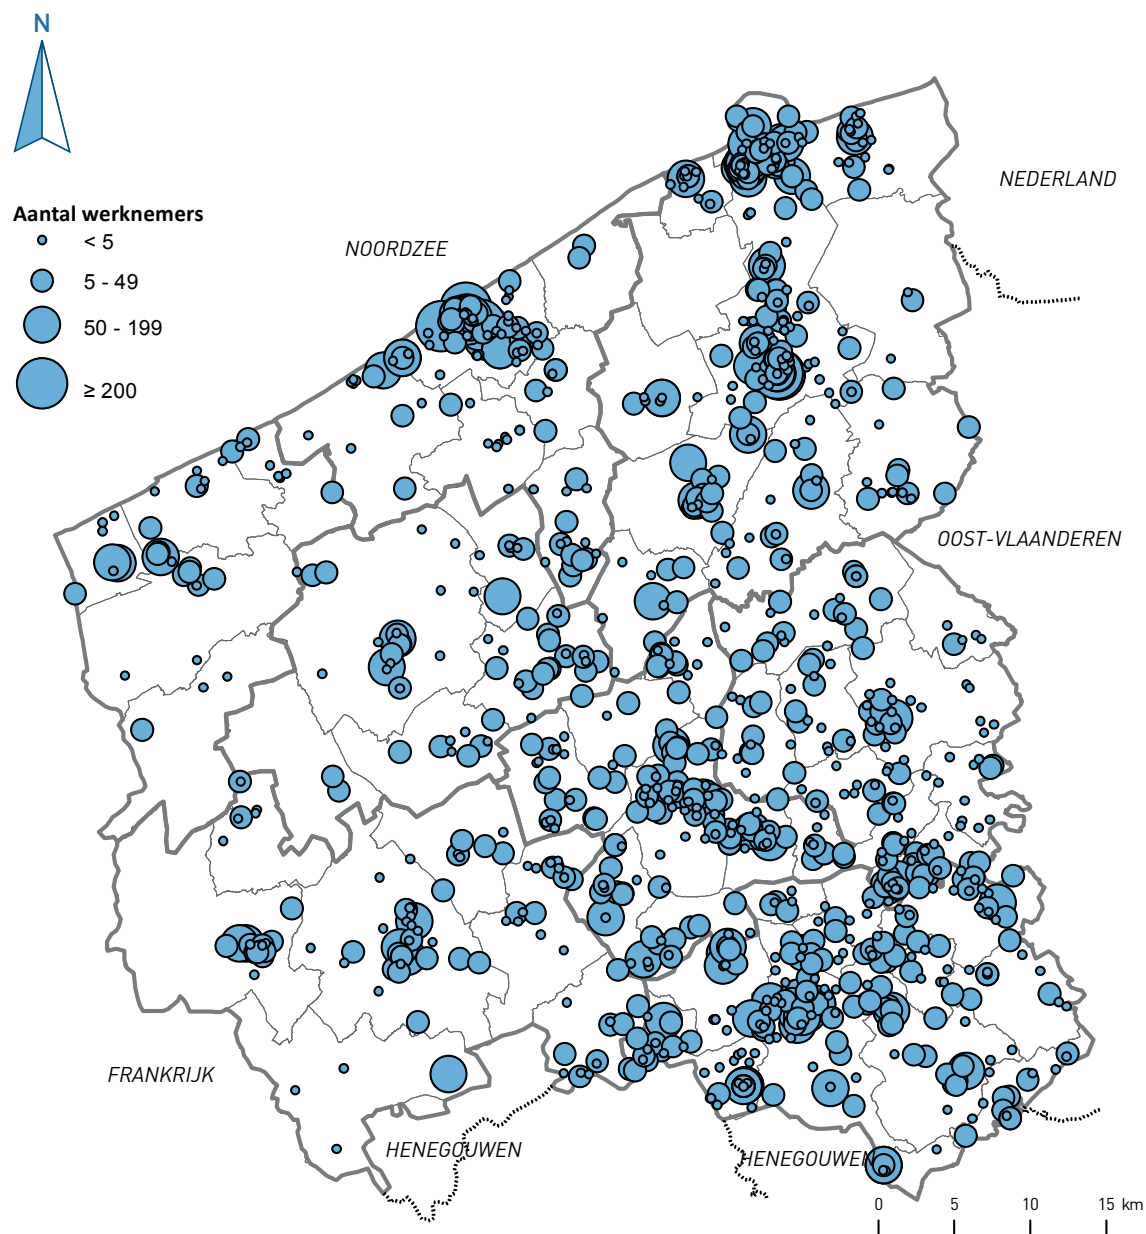 N
NEDERLAND
Aantal werknemers
< 5
5 - 49
50 - 199
≥ 200
NOORDZEE
OOST-VLAANDEREN
FRANKRIJK
HENEGOUWEN
HENEGOUWEN
0 5 10 15 km